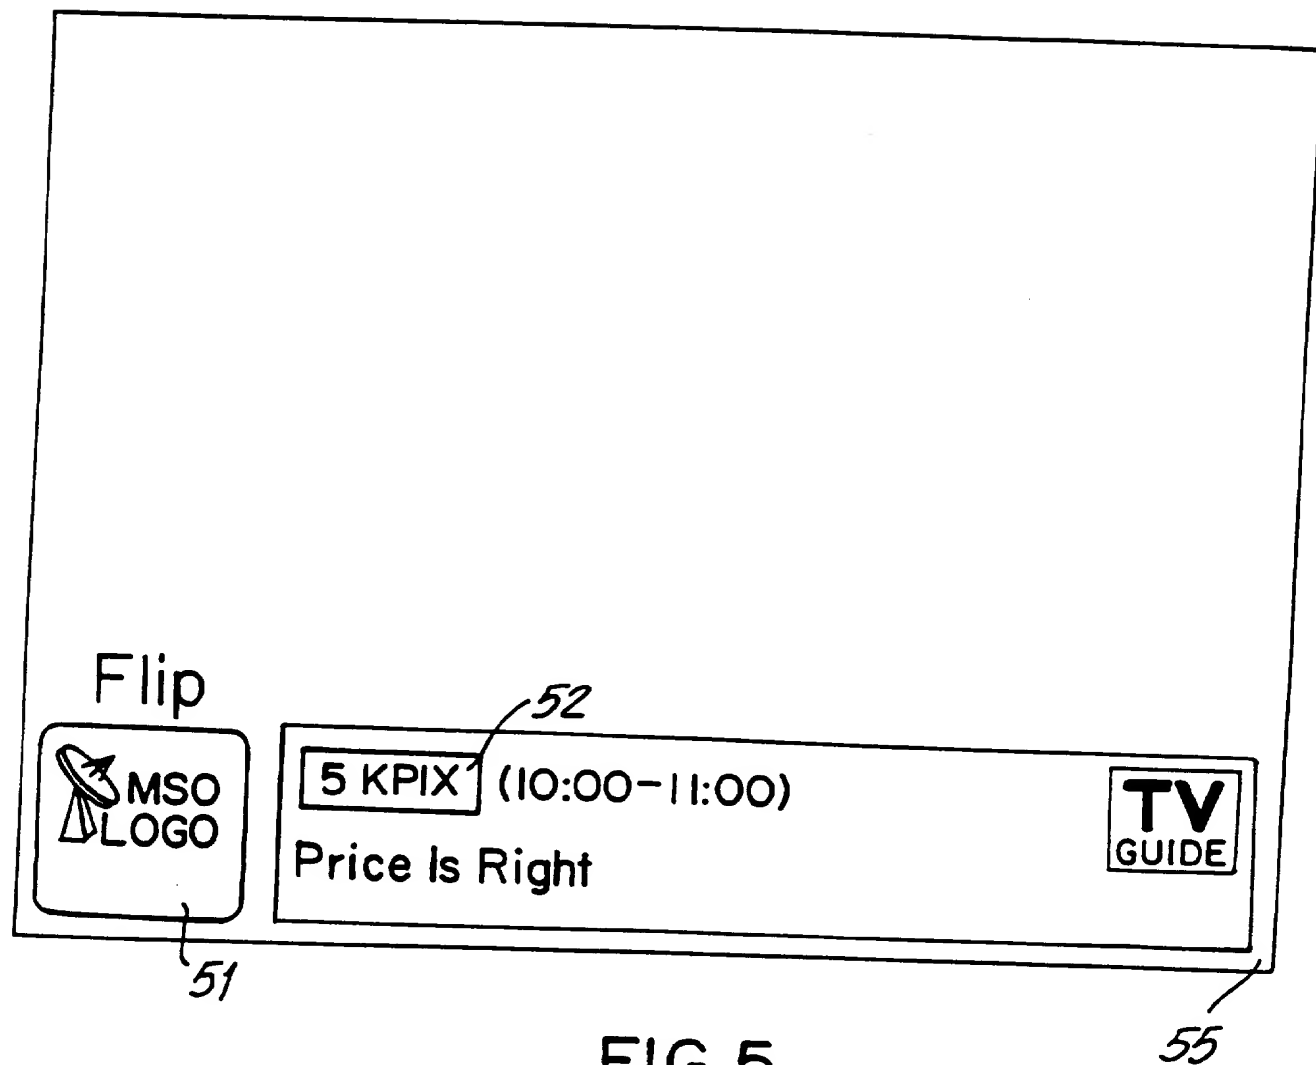 Flip
52
MSO
LOGO
5 KPIX (10:00-11:00)
Price Is Right
TV
GUIDE
51
55
FIG.5